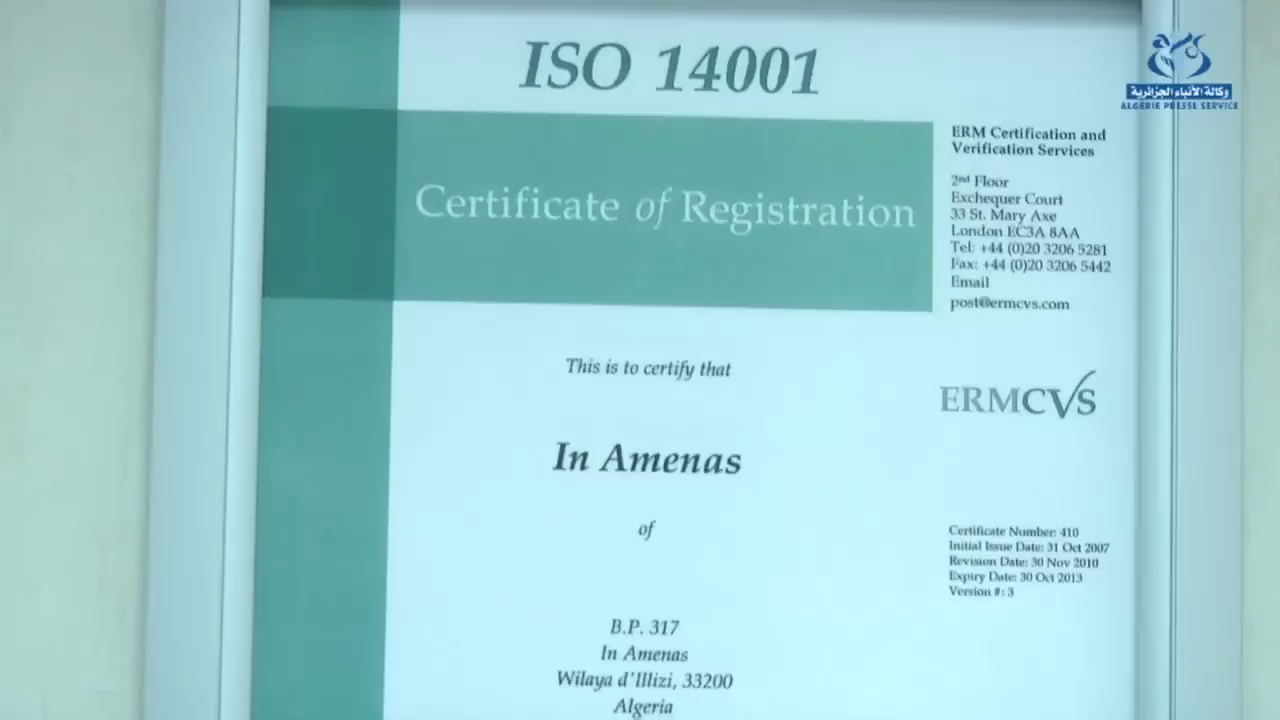 ISO 14001
وكالة الأنباء الجزائرية
ALGERIE PRESSE SERVICE
Certificate of Registration
ERM Certification and
Verification Services
2nd Floor
Exchequer Court
33 St. Mary Axe
London EC3A 8AA
Tel: +44 (0)20 3206 5281
Fax: +44 (0)20 3206 5442
Email
post@ermcvs.com
This is to certify that
ERMCVS
In Amenas
of
Certificate Number: 410
Initial Issue Date: 31 Oct 2007
Revision Date: 30 Nov 2010
Expiry Date: 30 Oct 2013
Version #: 3
B.P. 317
In Amenas
Wilaya d'Illizi, 33200
Algeria